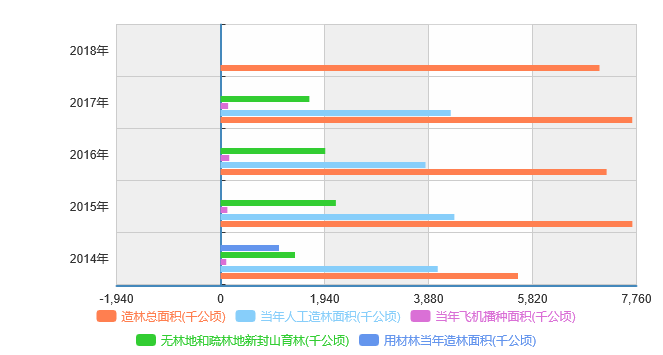 2018年
2017年
2016年
2015年
2014年
-1,940 0 1,940 3,880 5,820 7,760
造林总面积(千公顷) 当年人工造林面积(千公顷) 当年飞机播种面积(千公顷)
无林地和疏林地新封山育林(千公顷) 用材林当年造林面积(千公顷)